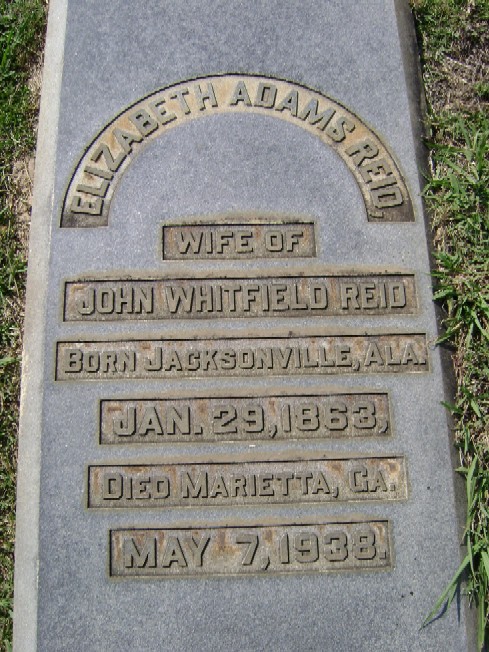 ELIZABETH ADAMS REID,
WIFE OF
JOHN WHITFIELD REID
BORN JACKSONVILLE, ALA.
JAN. 29, 1863,
DIED MARIETTA, GA.
MAY 7, 1938.